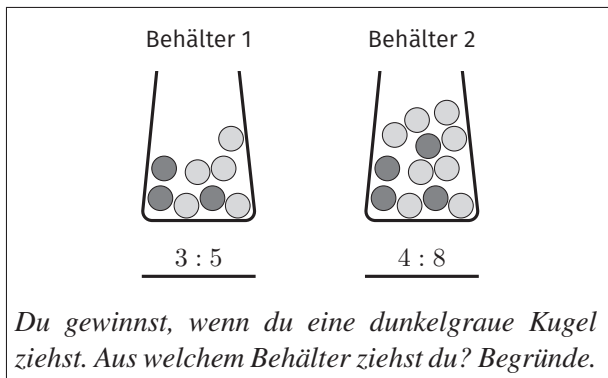 Behälter 1 Behälter 2
3 : 5 4 : 8
Du gewinnst, wenn du eine dunkelgraue Kugel
ziehst. Aus welchem Behälter ziehst du? Begründe.